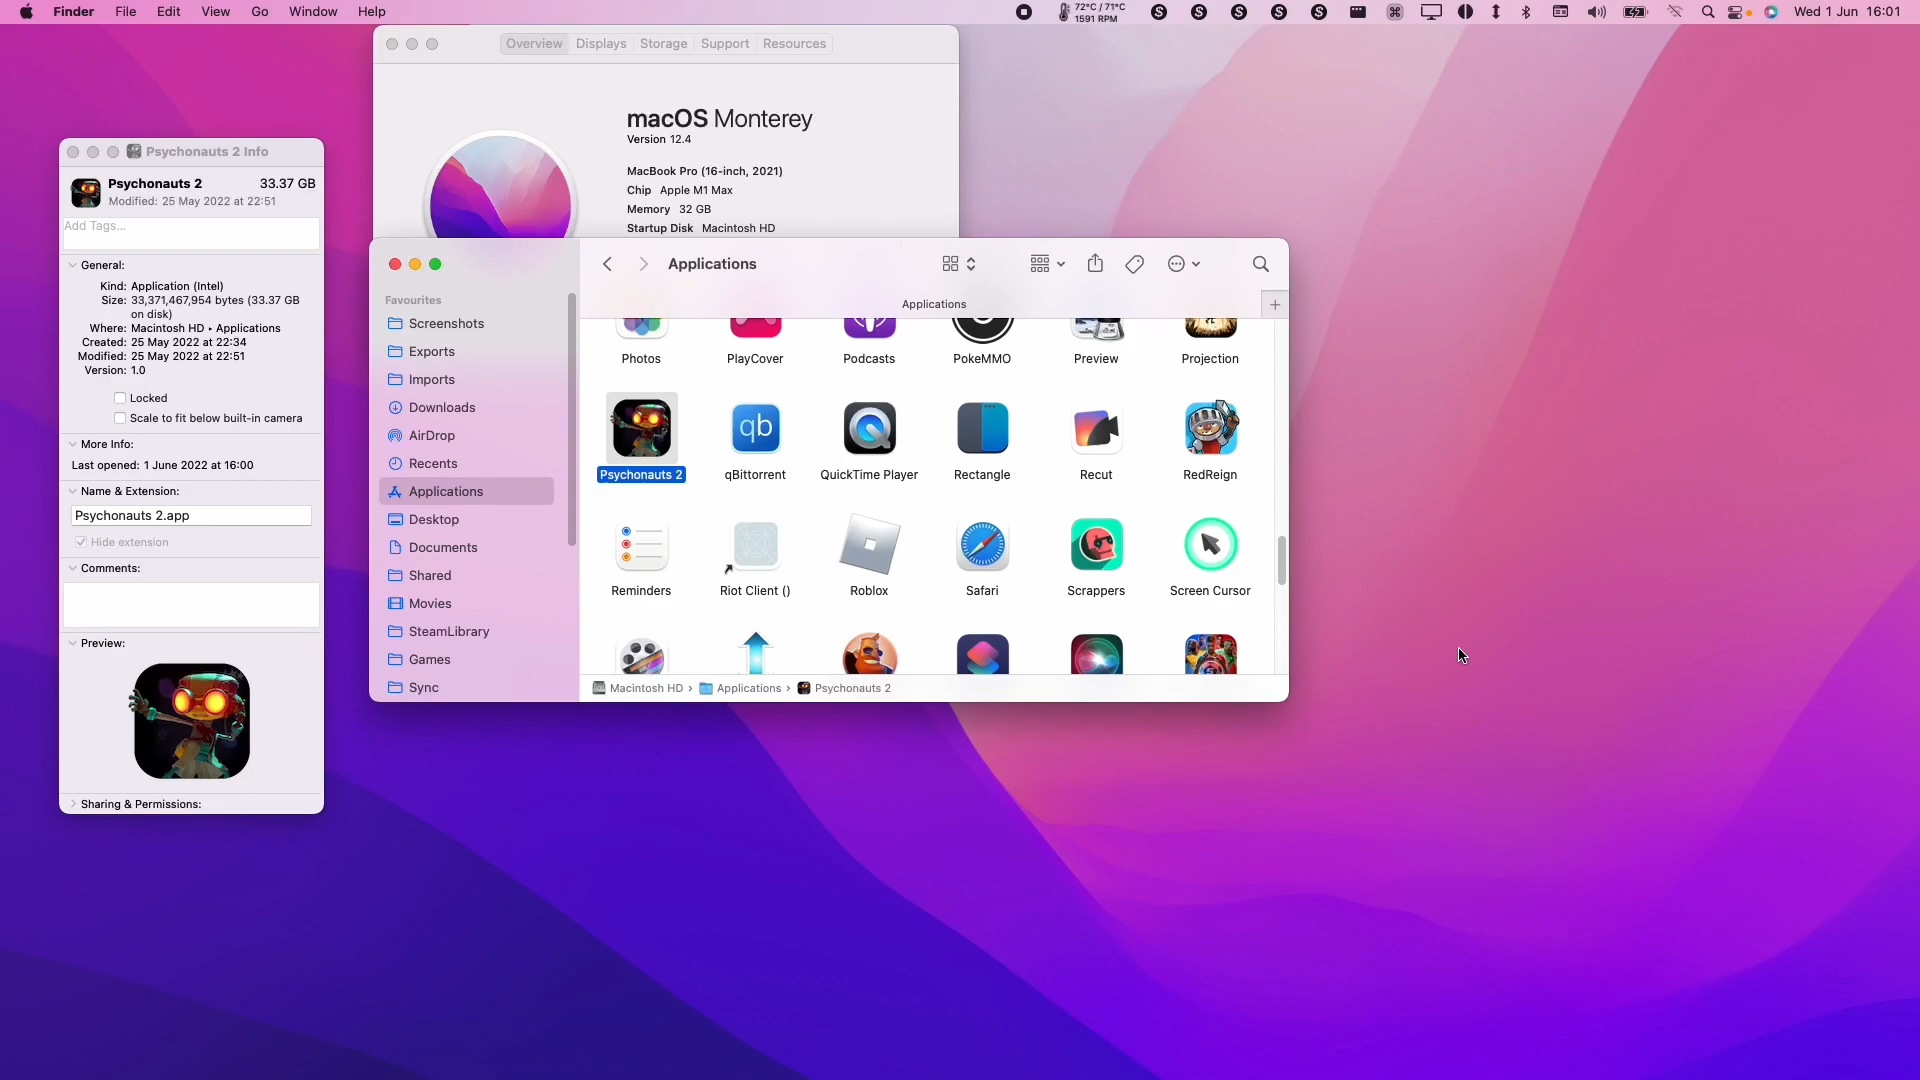 Finder File Edit View Go Window Help
72°C / 71°C
1591 RPM
Wed 1 Jun 16:01
Overview Displays Storage Support Resources
macOS Monterey
Version 12.4
MacBook Pro (16-inch, 2021)
Chip Apple M1 Max
Memory 32 GB
Startup Disk Macintosh HD
Psychonauts 2 Info
Psychonauts 2 33.37 GB
Modified: 25 May 2022 at 22:51
Add Tags...
General:
Kind: Application (Intel)
Size: 33,371,467,954 bytes (33.37 GB
on disk)
Where: Macintosh HD ▸ Applications
Created: 25 May 2022 at 22:34
Modified: 25 May 2022 at 22:51
Version: 1.0
Locked
Scale to fit below built-in camera
More Info:
Last opened: 1 June 2022 at 16:00
Name & Extension:
Psychonauts 2.app
Hide extension
Comments:
Preview:
Sharing & Permissions:
Favourites
Screenshots
Exports
Imports
Downloads
AirDrop
Recents
Applications
Desktop
Documents
Shared
Movies
SteamLibrary
Games
Sync
Applications
Applications
Photos PlayCover Podcasts PokeMMO Preview Projection
qb
Psychonauts 2 qBittorrent QuickTime Player Rectangle Recut RedReign
Reminders Riot Client () Roblox Safari Scrappers Screen Cursor
Macintosh HD › Applications › Psychonauts 2